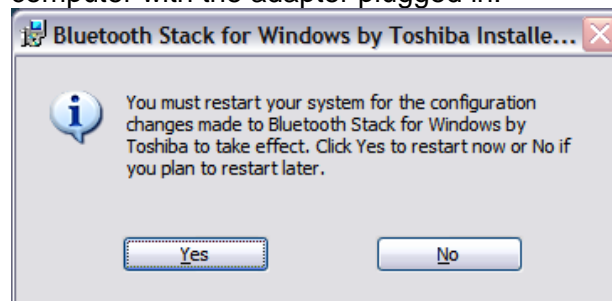 computer with the adapter plugged in.
Bluetooth Stack for Windows by Toshiba Installe...
You must restart your system for the configuration
changes made to Bluetooth Stack for Windows by
Toshiba to take effect. Click Yes to restart now or No if
you plan to restart later.
Yes
No